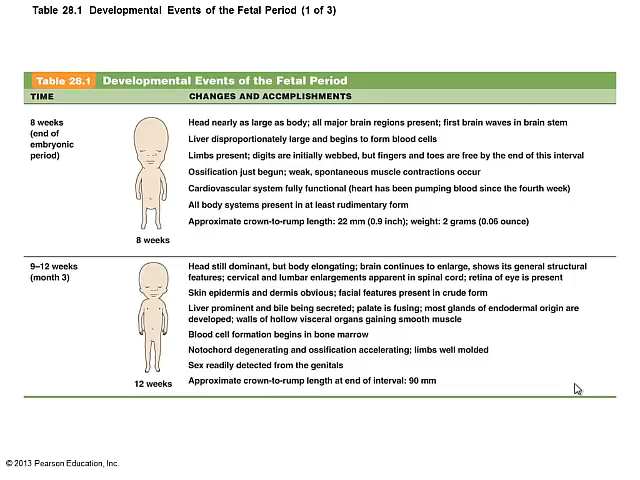 Table 28.1 Developmental Events of the Fetal Period (1 of 3)
Table 28.1 Developmental Events of the Fetal Period
TIME
CHANGES AND ACCMPLISHMENTS
8 weeks
(end of
embryonic
period)
Head nearly as large as body; all major brain regions present; first brain waves in brain stem
Liver disproportionately large and begins to form blood cells
Limbs present; digits are initially webbed, but fingers and toes are free by the end of this interval
Ossification just begun; weak, spontaneous muscle contractions occur
Cardiovascular system fully functional (heart has been pumping blood since the fourth week)
All body systems present in at least rudimentary form
Approximate crown-to-rump length: 22 mm (0.9 inch); weight: 2 grams (0.06 ounce)
8 weeks
9–12 weeks
(month 3)
Head still dominant, but body elongating; brain continues to enlarge, shows its general structural
features; cervical and lumbar enlargements apparent in spinal cord; retina of eye is present
Skin epidermis and dermis obvious; facial features present in crude form
Liver prominent and bile being secreted; palate is fusing; most glands of endodermal origin are
developed; walls of hollow visceral organs gaining smooth muscle
Blood cell formation begins in bone marrow
Notochord degenerating and ossification accelerating; limbs well molded
Sex readily detected from the genitals
Approximate crown-to-rump length at end of interval: 90 mm
12 weeks
© 2013 Pearson Education, Inc.